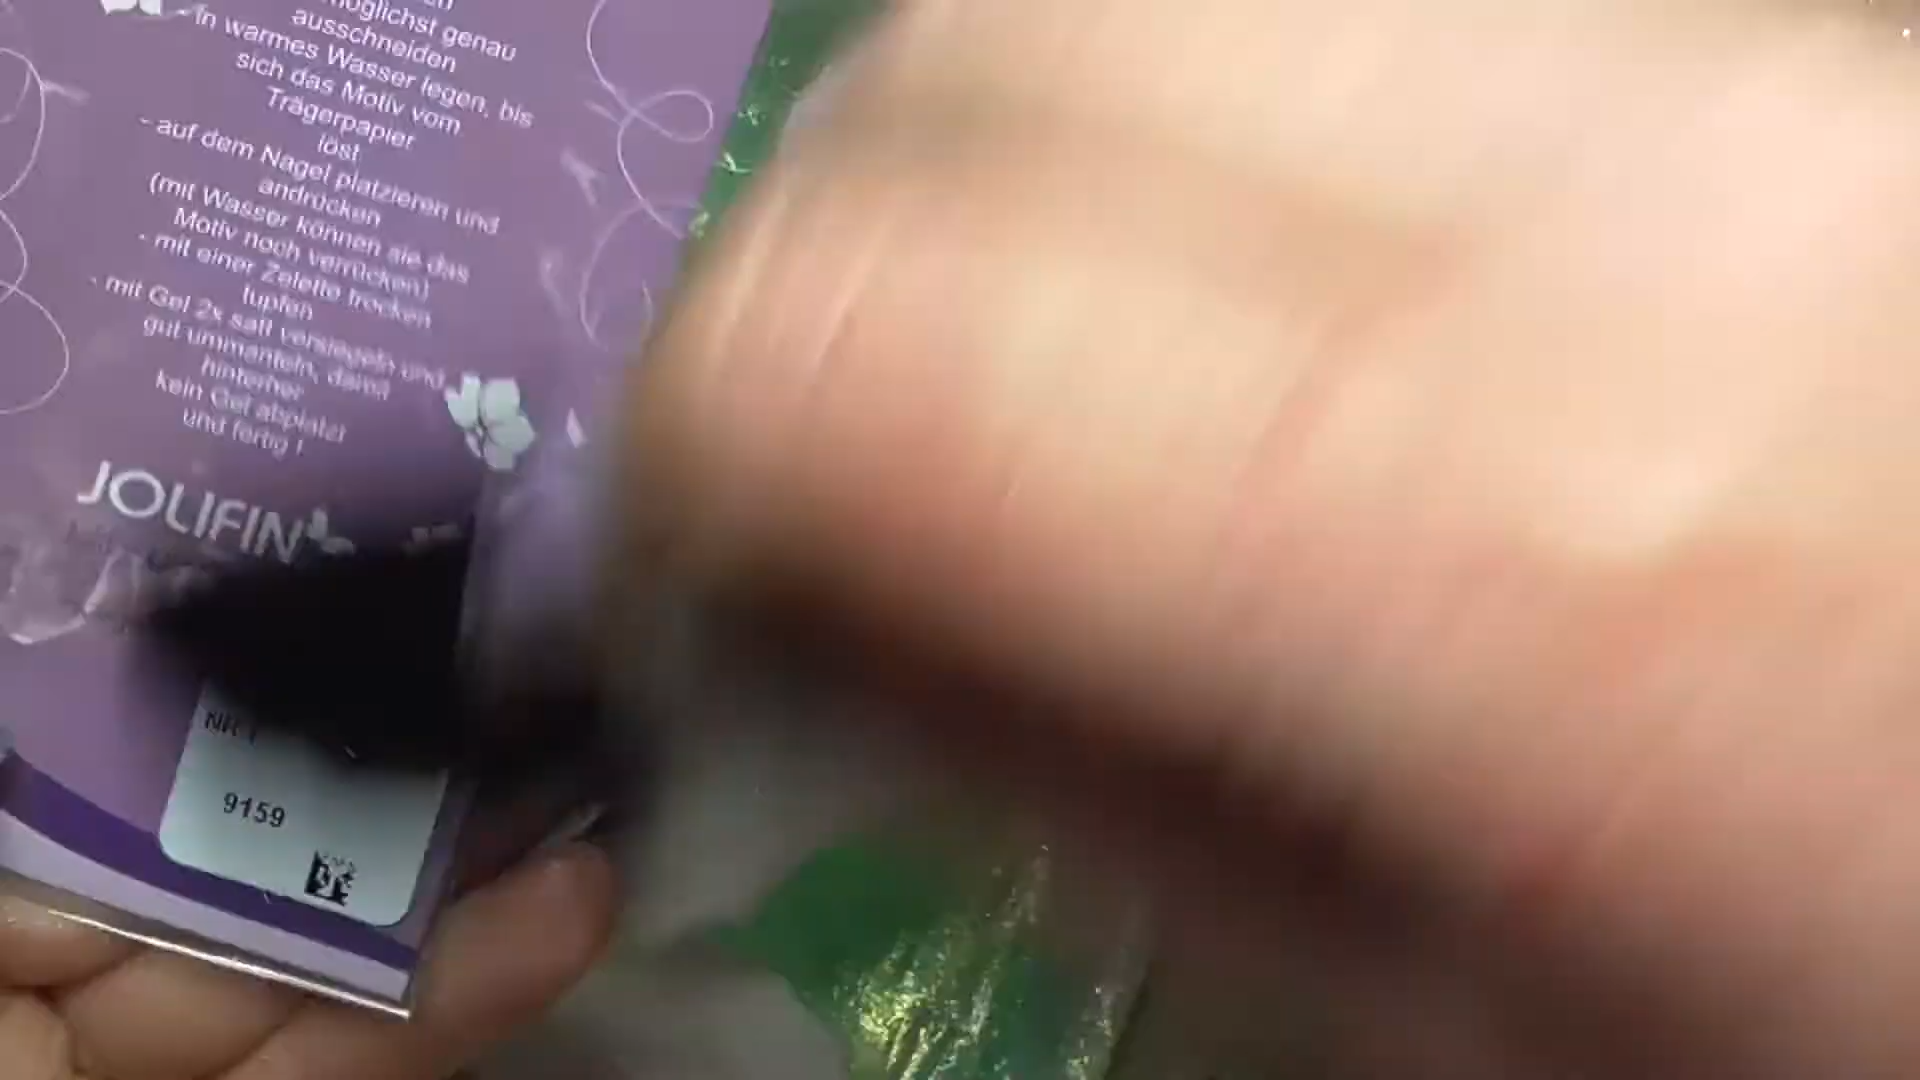 möglichst genau
ausschneiden
- In warmes Wasser legen, bis
sich das Motiv vom
Trägerpapier
löst
- auf dem Nagel platzieren und
andrücken
(mit Wasser können sie das
Motiv noch verrücken)
- mit einer Zelette trocken
tupfen
- mit Gel 2x satt versiegeln und
gut ummanteln, damit
hinterher
kein Gel abplatzt
und fertig !
JOLIFIN
9159